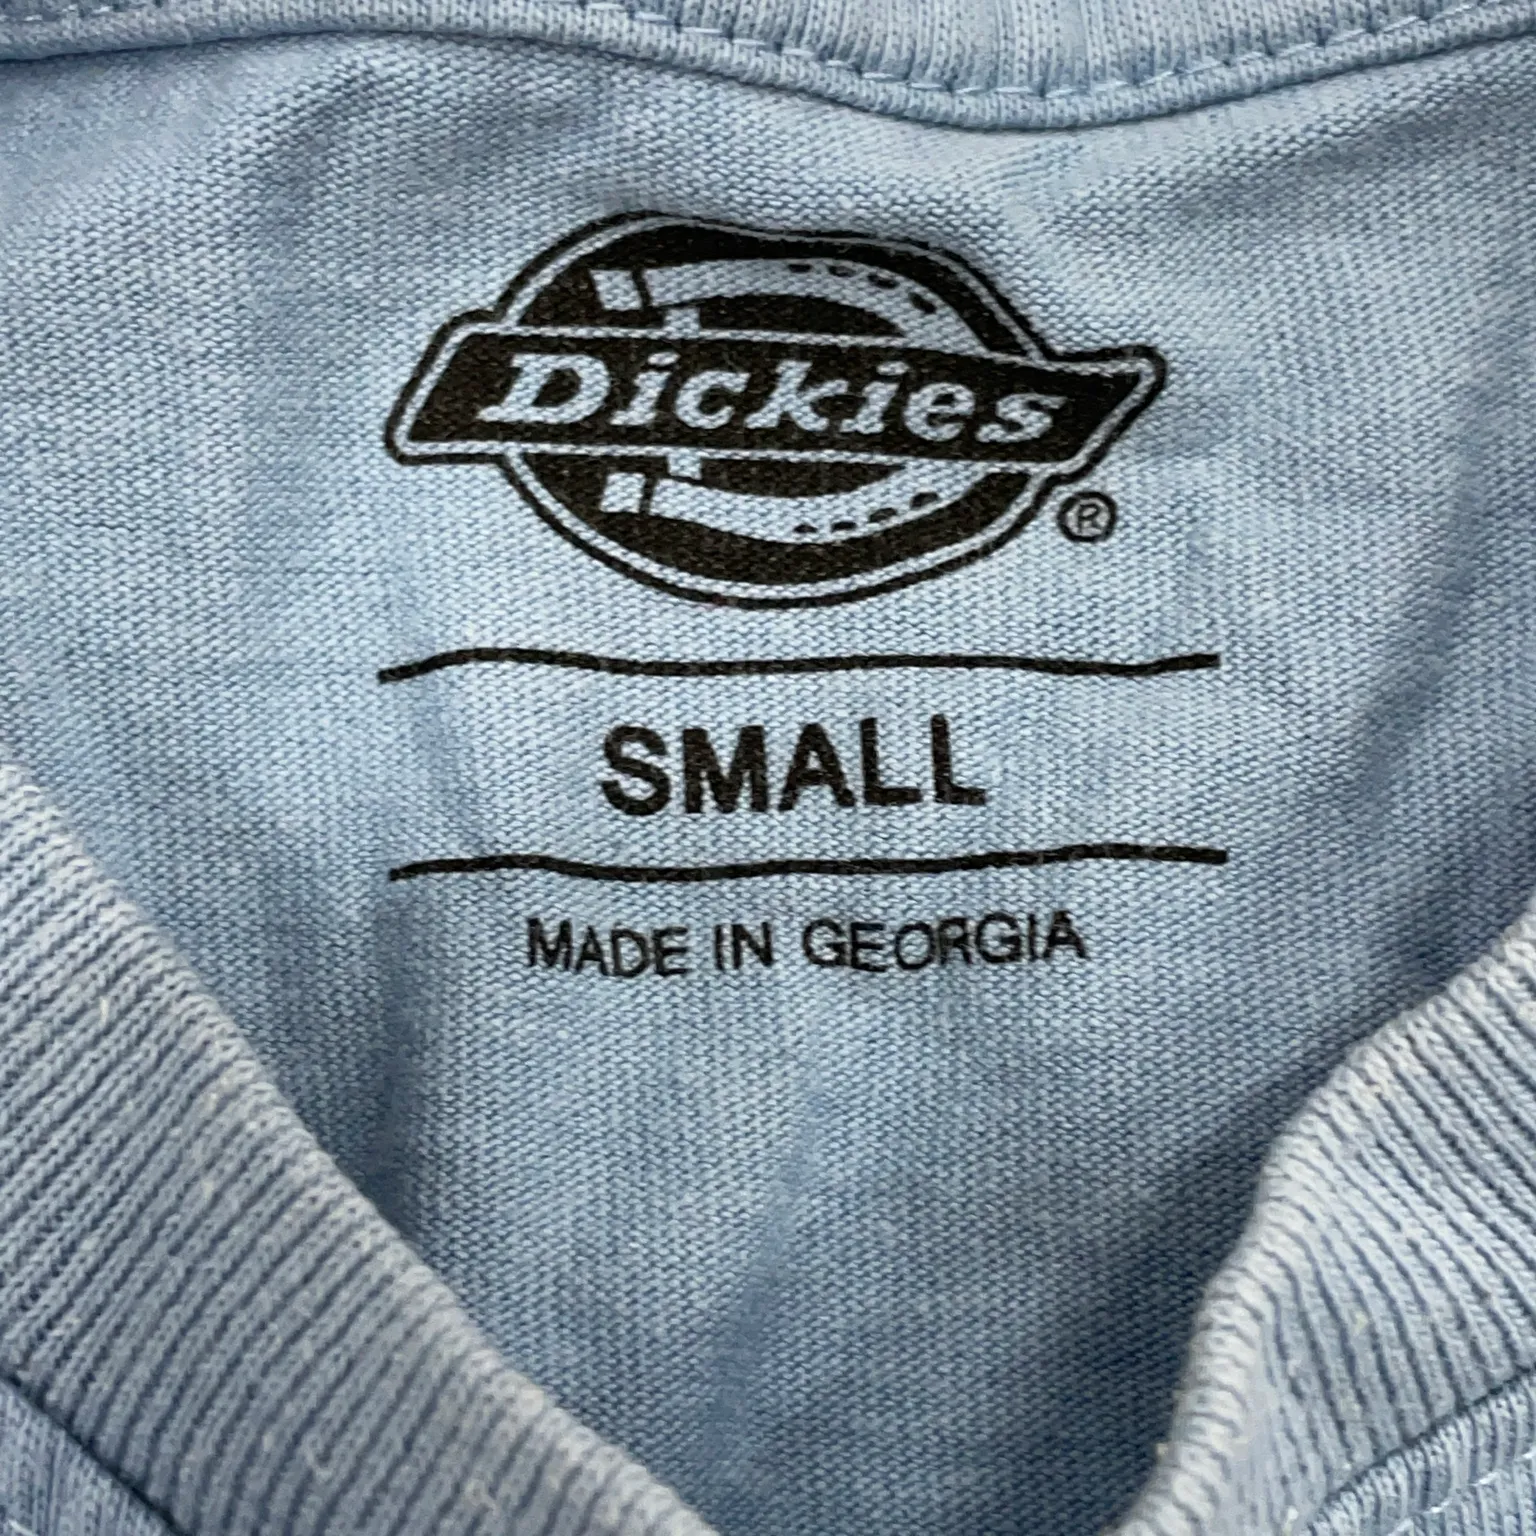 Dickies
®
SMALL
MADE IN GEORGIA